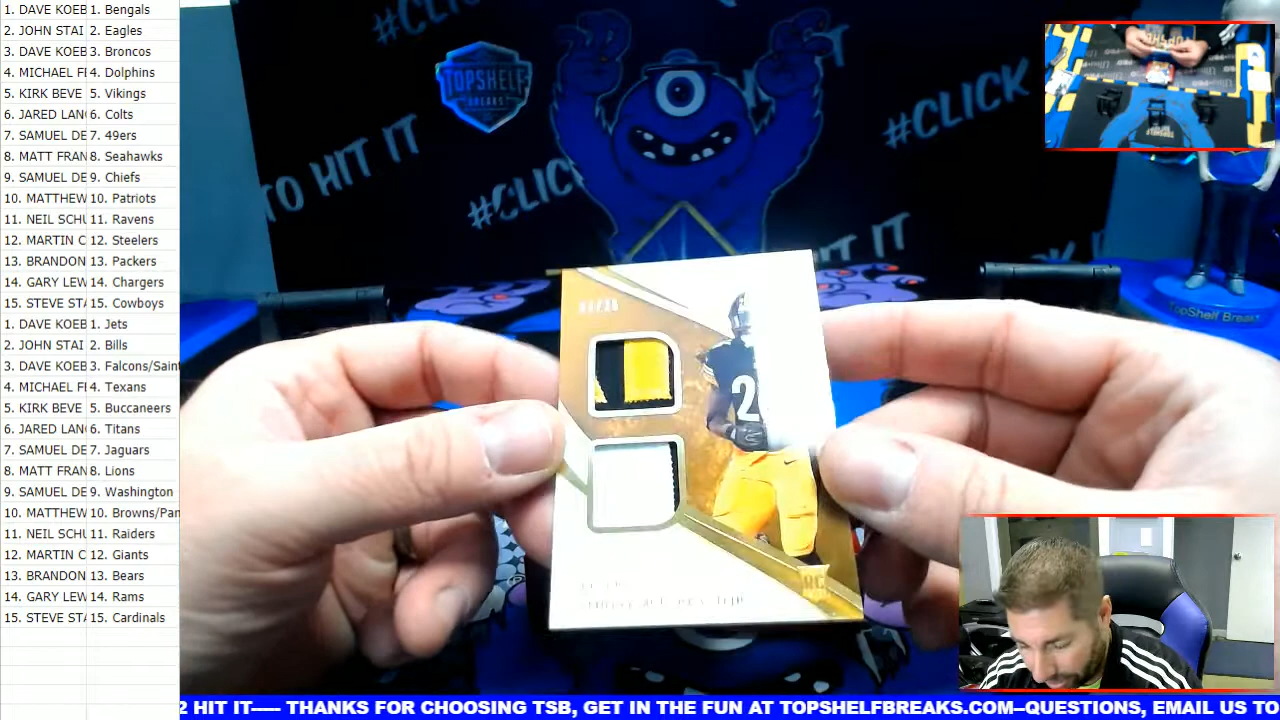 1. DAVE KOEB 1. Bengals
2. JOHN STAI 2. Eagles
3. DAVE KOEB 3. Broncos
4. MICHAEL FI 4. Dolphins
5. KIRK BEVE 5. Vikings
6. JARED LANG 6. Colts
7. SAMUEL DE 7. 49ers
8. MATT FRAN 8. Seahawks
9. SAMUEL DE 9. Chiefs
10. MATTHEW 10. Patriots
11. NEIL SCHU 11. Ravens
12. MARTIN C 12. Steelers
13. BRANDON 13. Packers
14. GARY LEW 14. Chargers
15. STEVE STA 15. Cowboys
1. DAVE KOEB 1. Jets
2. JOHN STAI 2. Bills
3. DAVE KOEB 3. Falcons/Saint
4. MICHAEL FI 4. Texans
5. KIRK BEVE 5. Buccaneers
6. JARED LANG 6. Titans
7. SAMUEL DE 7. Jaguars
8. MATT FRAN 8. Lions
9. SAMUEL DE 9. Washington
10. MATTHEW 10. Browns/Pan
11. NEIL SCHU 11. Raiders
12. MARTIN C 12. Giants
13. BRANDON 13. Bears
14. GARY LEW 14. Rams
15. STEVE STA 15. Cardinals
#CLICK
TOPSHELF
BREAKS
#CLICK
TO HIT IT
#CLICK
IT IT
TopShelf Breaks
2
RC
2 HIT IT----- THANKS FOR CHOOSING TSB, GET IN THE FUN AT TOPSHELFBREAKS.COM--QUESTIONS, EMAIL US TO